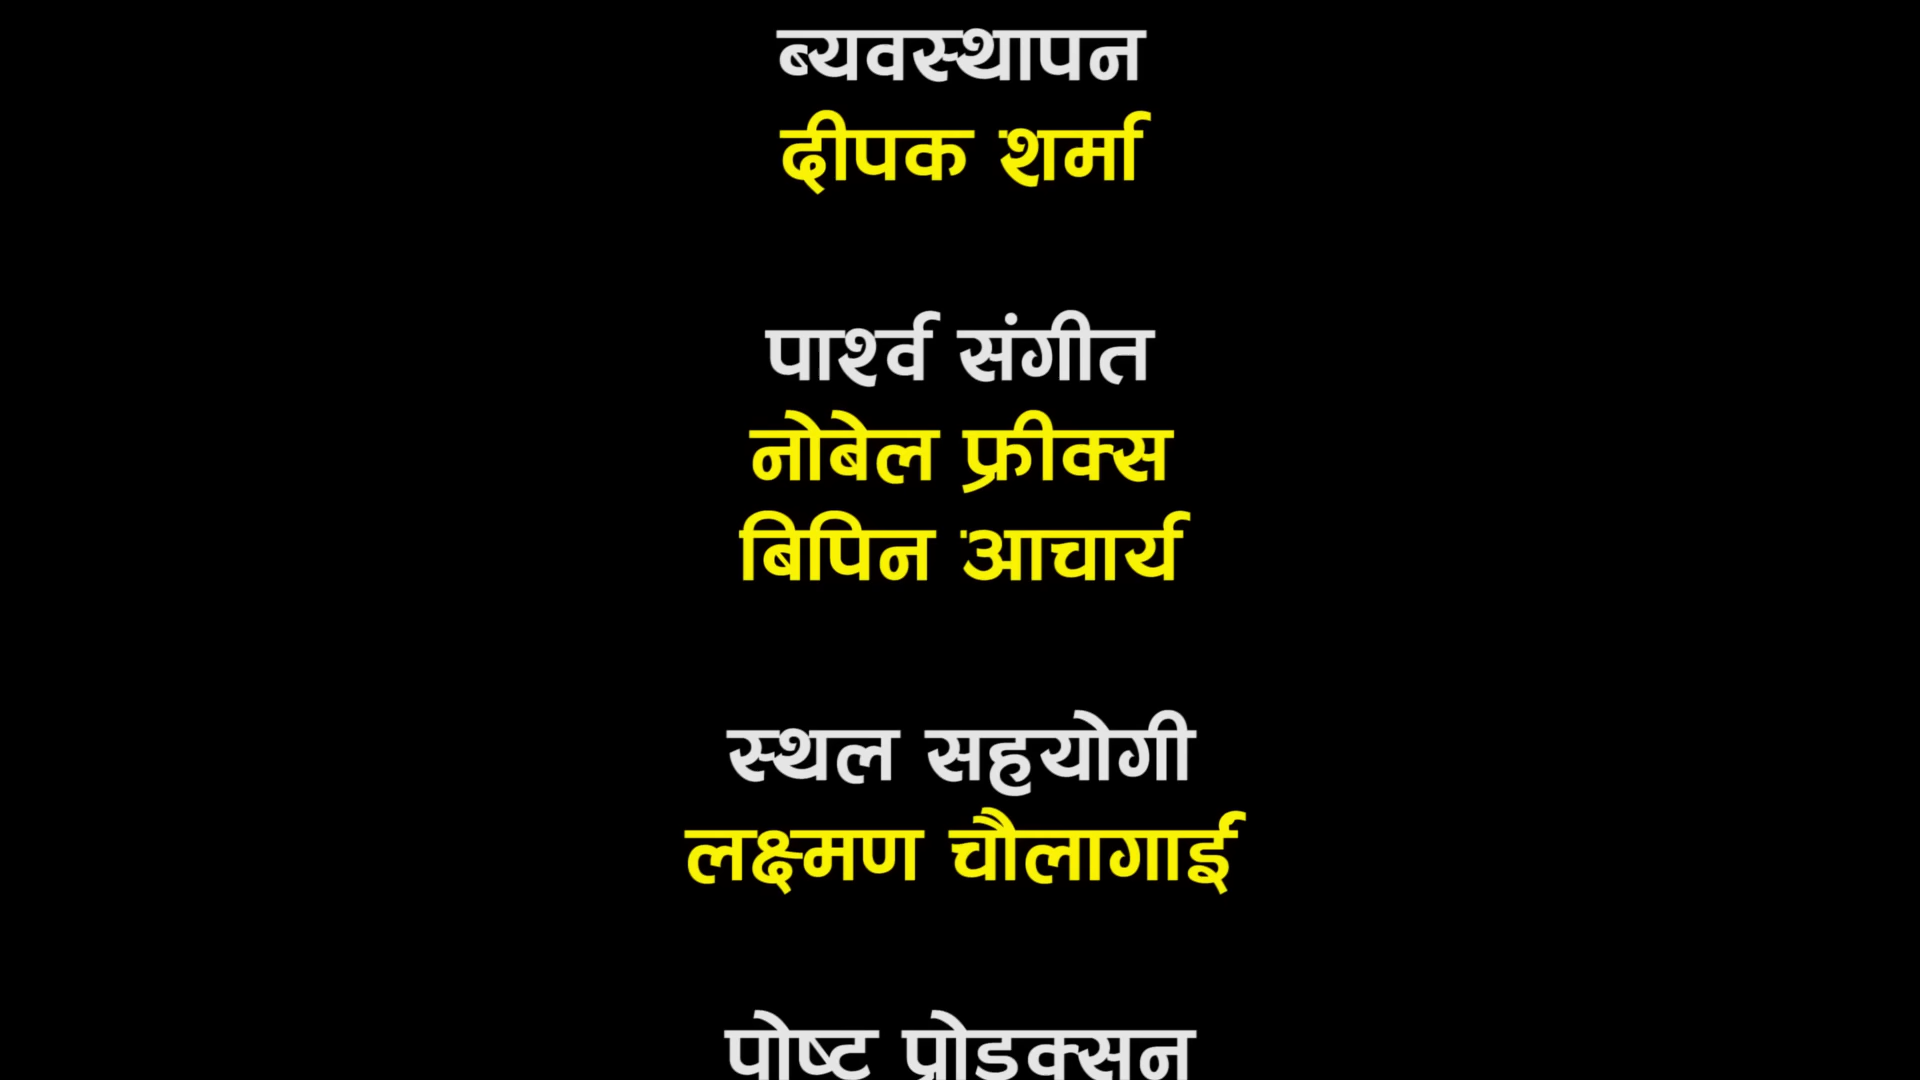 ब्यवस्थापन
दीपक शर्मा
पार्श्व संगीत
नोबेल फ्रीक्स
बिपिन आचार्य
स्थल सहयोगी
लक्ष्मण चौलागाई
पोष्ट प्रोडक्सन